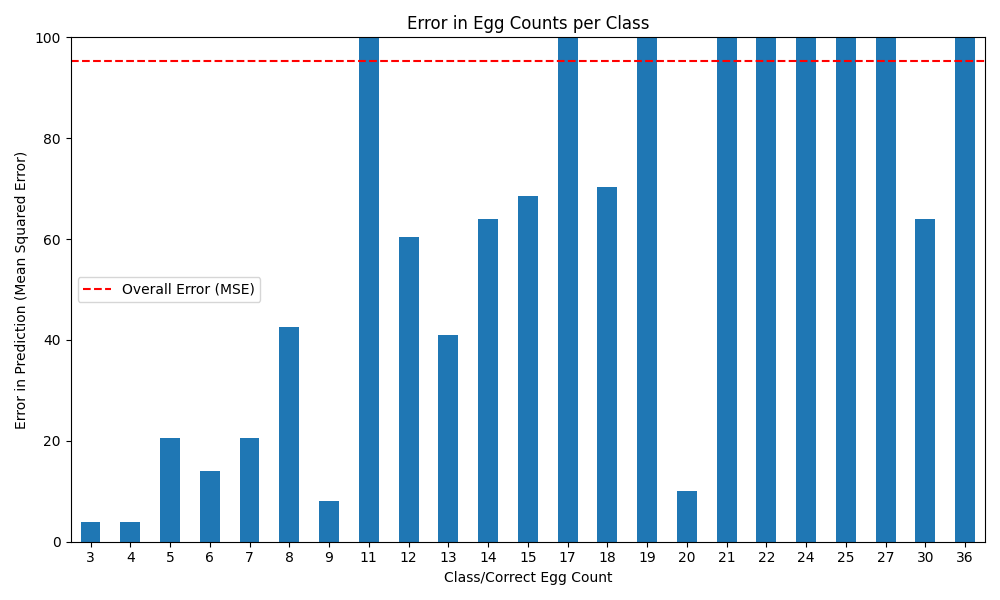 Error in Egg Counts per Class
Error in Prediction (Mean Squared Error)
100
80
60
40
20
0
Overall Error (MSE)
3 4 5 6 7 8 9 11 12 13 14 15 17 18 19 20 21 22 24 25 27 30 36
Class/Correct Egg Count